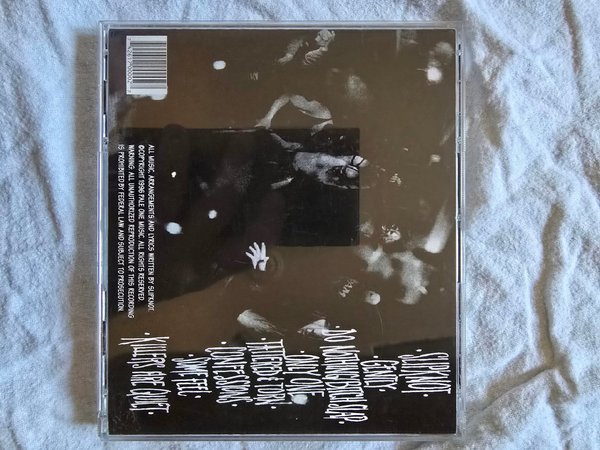 ·SLIPKNOT·
·GENTLY·
·DO NOTHING/BITCHSLAP·
·ONLY ONE·
·TATTERED & TORN·
·CONFESSIONS·
·SOME FEEL·
·KILLERS ARE QUIET·
ALL MUSIC, ARRANGEMENTS AND LYRICS WRITTEN BY SLIPKNOT.
©COPYRIGHT 1996 PALE ONE MUSIC. ALL RIGHTS RESERVED.
WARNING: ALL UNAUTHORIZED REPRODUCTION OF THIS RECORDING
IS PROHIBITED BY FEDERAL LAW AND SUBJECT TO PROSECUTION.